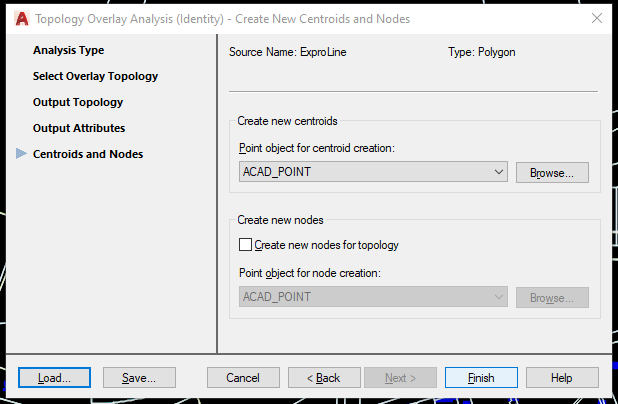 A Topology Overlay Analysis (Identity) - Create New Centroids and Nodes
Analysis Type
Select Overlay Topology
Output Topology
Output Attributes
Centroids and Nodes
Source Name: ExproLine Type: Polygon
Create new centroids
Point object for centroid creation:
ACAD_POINT Browse...
Create new nodes
Create new nodes for topology
Point object for node creation:
ACAD_POINT Browse...
Load... Save... Cancel < Back Next > Finish Help